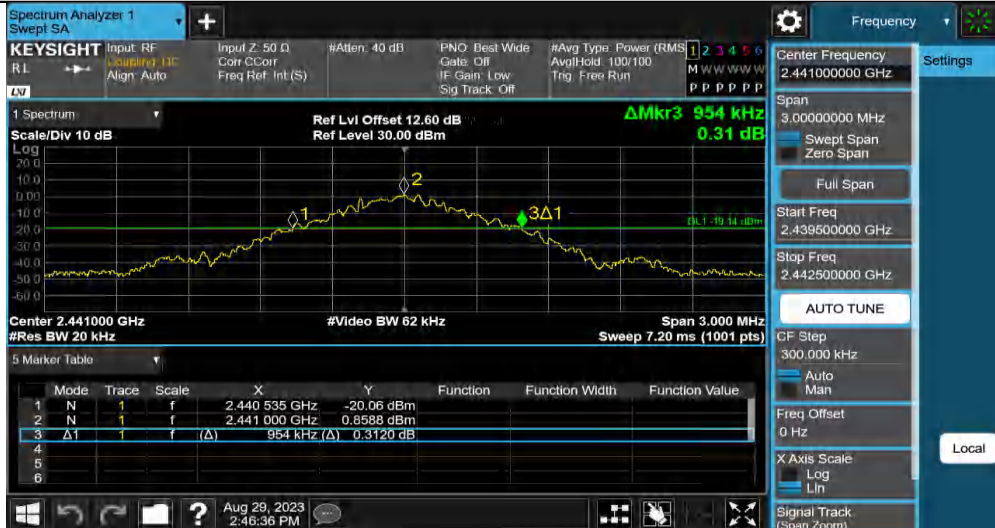 Spectrum Analyzer 1
Swept SA
Frequency
KEYSIGHT
RL
LNI
Input: RF
Coupling: DC
Align: Auto
Input Z: 50 Ω
Corr CCorr
Freq Ref: Int (S)
#Atten: 40 dB
PNO: Best Wide
Gate: Off
IF Gain: Low
Sig Track: Off
#Avg Type: Power (RMS
Avg|Hold: 100/100
Trig: Free Run
1 2 3 4 5 6
M W W W W W
P P P P P P
1 Spectrum
Scale/Div 10 dB
Ref Lvl Offset 12.60 dB
Ref Level 30.00 dBm
ΔMkr3 954 kHz
0.31 dB
Log
20.0
10.0
0.00
-10.0
-20.0
-30.0
-40.0
-50.0
-60.0
1
2
3Δ1
DL1 -19.14 dBm
Center 2.441000 GHz
#Res BW 20 kHz
#Video BW 62 kHz
Span 3.000 MHz
Sweep 7.20 ms (1001 pts)
5 Marker Table
Mode Trace Scale X Y Function Function Width Function Value
1 N 1 f 2.440 535 GHz -20.06 dBm
2 N 1 f 2.441 000 GHz 0.8588 dBm
3 Δ1 1 f (Δ) 954 kHz (Δ) 0.3120 dB
4
5
6
Aug 29, 2023
2:46:36 PM
?
Center Frequency
2.441000000 GHz
Settings
Span
3.00000000 MHz
Swept Span
Zero Span
Full Span
Start Freq
2.439500000 GHz
Stop Freq
2.442500000 GHz
AUTO TUNE
CF Step
300.000 kHz
Auto
Man
Freq Offset
0 Hz
X Axis Scale
Log
Lin
Local
Signal Track
(Span Zoom)